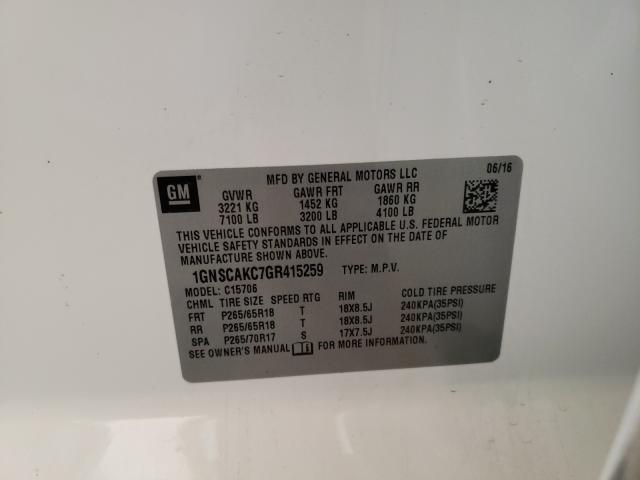 GM
MFD BY GENERAL MOTORS LLC 06/16
GVWR GAWR FRT GAWR RR
3221 KG 1452 KG 1860 KG
7100 LB 3200 LB 4100 LB
THIS VEHICLE CONFORMS TO ALL APPLICABLE U.S. FEDERAL MOTOR
VEHICLE SAFETY STANDARDS IN EFFECT ON THE DATE OF
MANUFACTURE SHOWN ABOVE.
1GNSCAKC7GR415259 TYPE: M.P.V.
MODEL: C15706
CHML TIRE SIZE SPEED RTG RIM COLD TIRE PRESSURE
FRT P265/65R18 T 18X8.5J 240KPA(35PSI)
RR P265/65R18 T 18X8.5J 240KPA(35PSI)
SPA P265/70R17 S 17X7.5J 240KPA(35PSI)
SEE OWNER'S MANUAL FOR MORE INFORMATION.